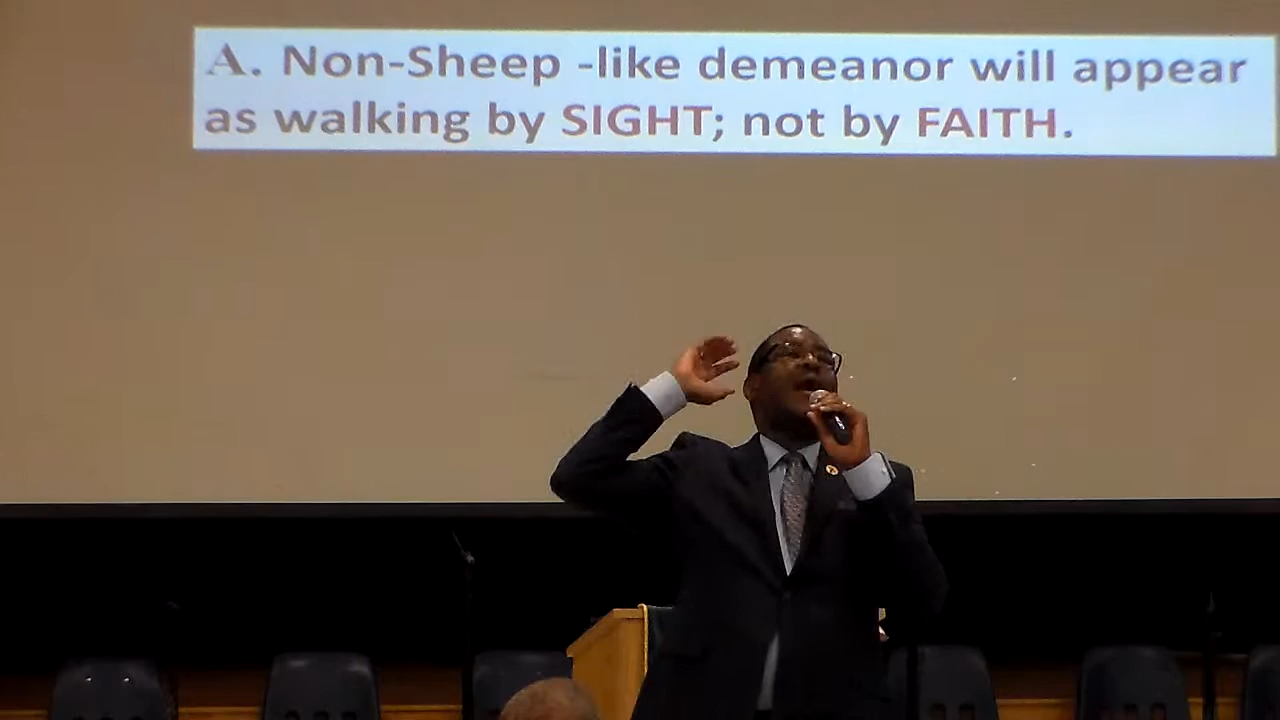 A. Non-Sheep -like demeanor will appear
as walking by SIGHT; not by FAITH.